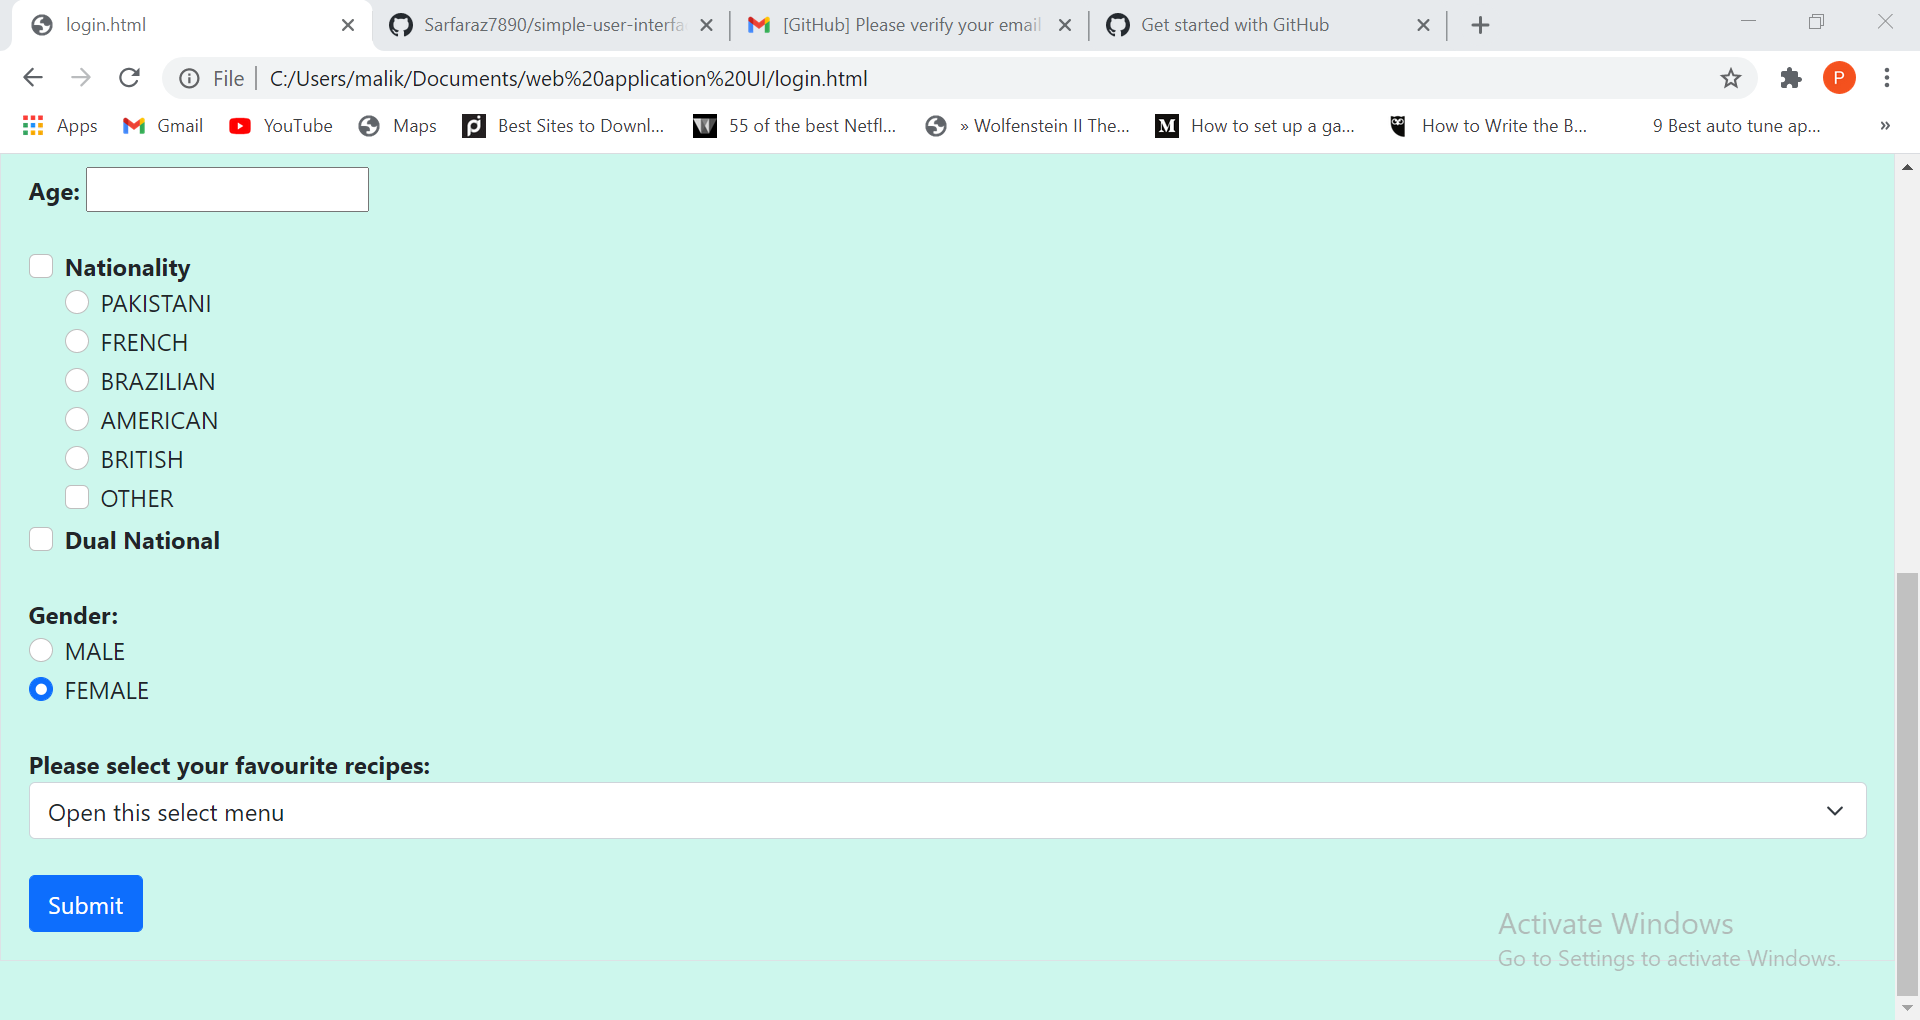 login.html
Sarfaraz7890/simple-user-interfa
[GitHub] Please verify your email
Get started with GitHub
File
C:/Users/malik/Documents/web%20application%20UI/login.html
P
Apps
Gmail
YouTube
Maps
Best Sites to Downl...
55 of the best Netfl...
» Wolfenstein II The...
M
How to set up a ga...
How to Write the B...
9 Best auto tune ap...
»
Age:
Nationality
PAKISTANI
FRENCH
BRAZILIAN
AMERICAN
BRITISH
OTHER
Dual National
Gender:
MALE
FEMALE
Please select your favourite recipes:
Open this select menu
Submit
Activate Windows
Go to Settings to activate Windows.